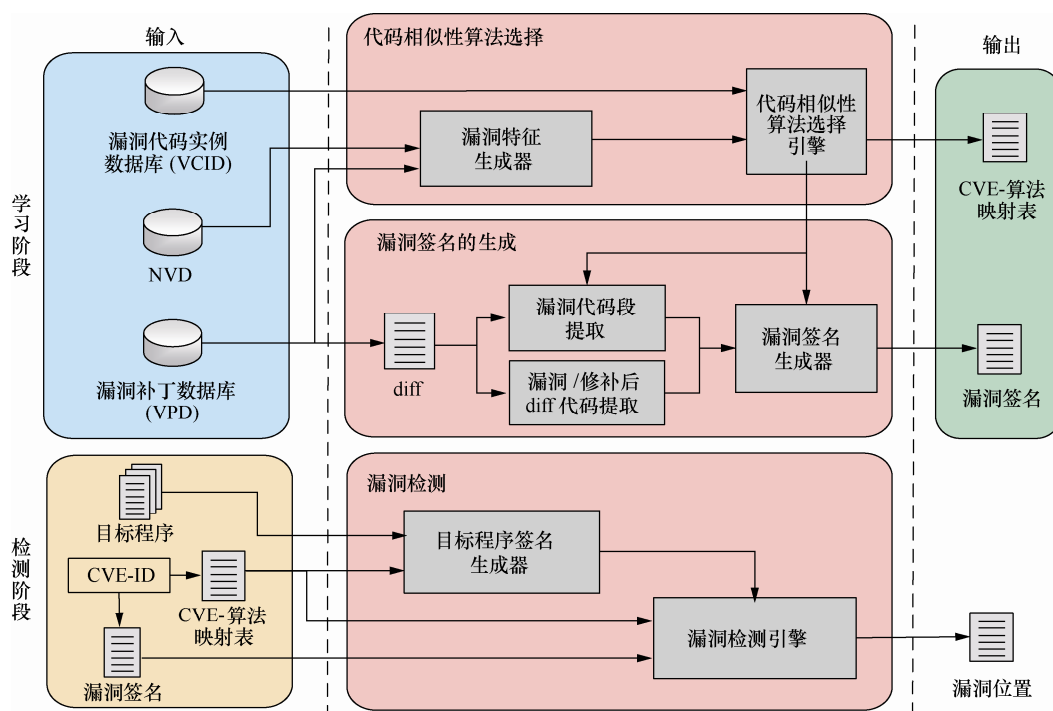 输入
代码相似性算法选择
输出
漏洞代码实例
数据库 (VCID)
漏洞特征
生成器
代码相似性
算法选择
引擎
CVE-算法
映射表
学习阶段
NVD
漏洞签名的生成
漏洞代码段
提取
漏洞签名
生成器
diff
漏洞 /修补后
diff 代码提取
漏洞补丁数据库
(VPD)
漏洞签名
漏洞检测
目标程序
目标程序签名
生成器
检测阶段
CVE-ID
CVE-算法
映射表
漏洞检测引擎
漏洞签名
漏洞位置